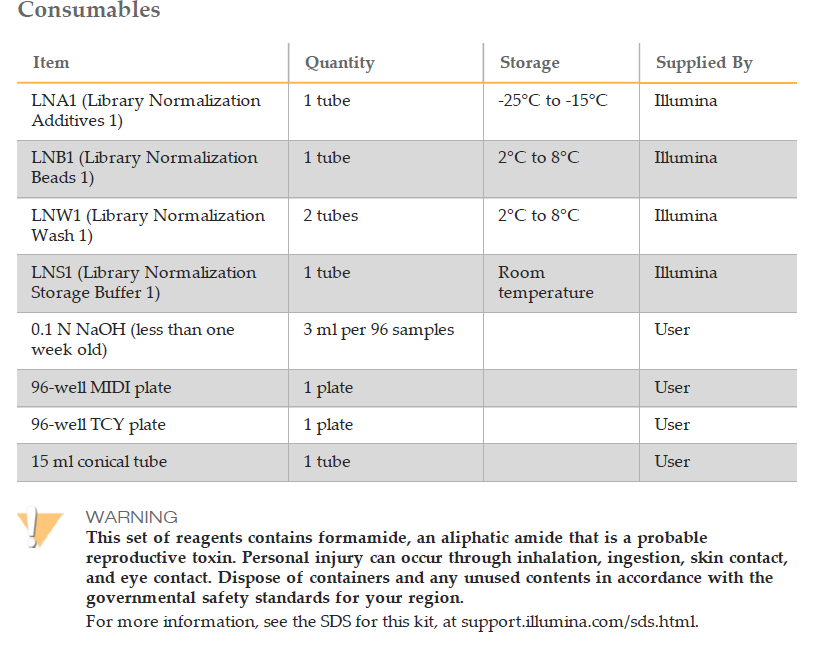 Consumables
Item Quantity Storage Supplied By
LNA1 (Library Normalization Additives 1) 1 tube -25°C to -15°C Illumina
LNB1 (Library Normalization Beads 1) 1 tube 2°C to 8°C Illumina
LNW1 (Library Normalization Wash 1) 2 tubes 2°C to 8°C Illumina
LNS1 (Library Normalization Storage Buffer 1) 1 tube Room temperature Illumina
0.1 N NaOH (less than one week old) 3 ml per 96 samples User
96-well MIDI plate 1 plate User
96-well TCY plate 1 plate User
15 ml conical tube 1 tube User
WARNING
This set of reagents contains formamide, an aliphatic amide that is a probable
reproductive toxin. Personal injury can occur through inhalation, ingestion, skin contact,
and eye contact. Dispose of containers and any unused contents in accordance with the
governmental safety standards for your region.
For more information, see the SDS for this kit, at support.illumina.com/sds.html.